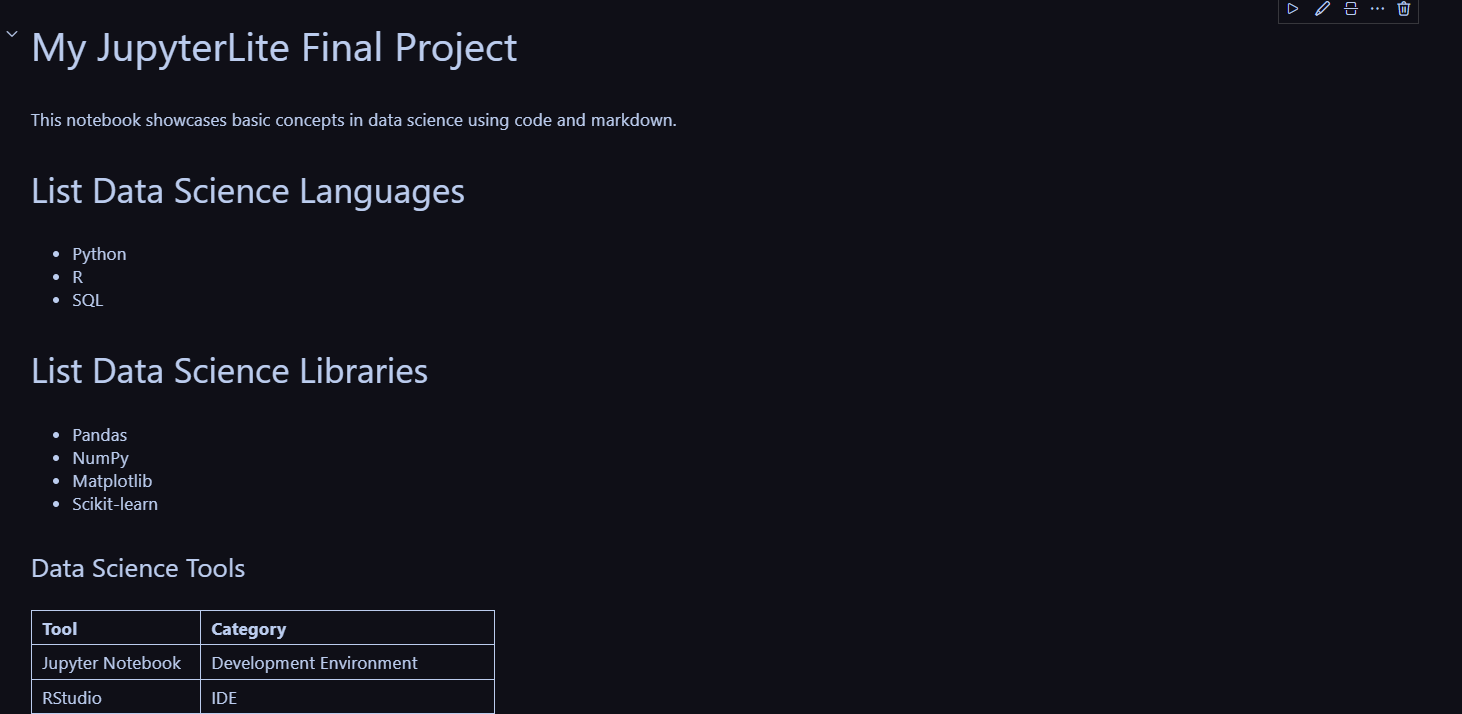 My JupyterLite Final Project
This notebook showcases basic concepts in data science using code and markdown.
List Data Science Languages
Python
R
SQL
List Data Science Libraries
Pandas
NumPy
Matplotlib
Scikit-learn
Data Science Tools
Tool Category
Jupyter Notebook Development Environment
RStudio IDE